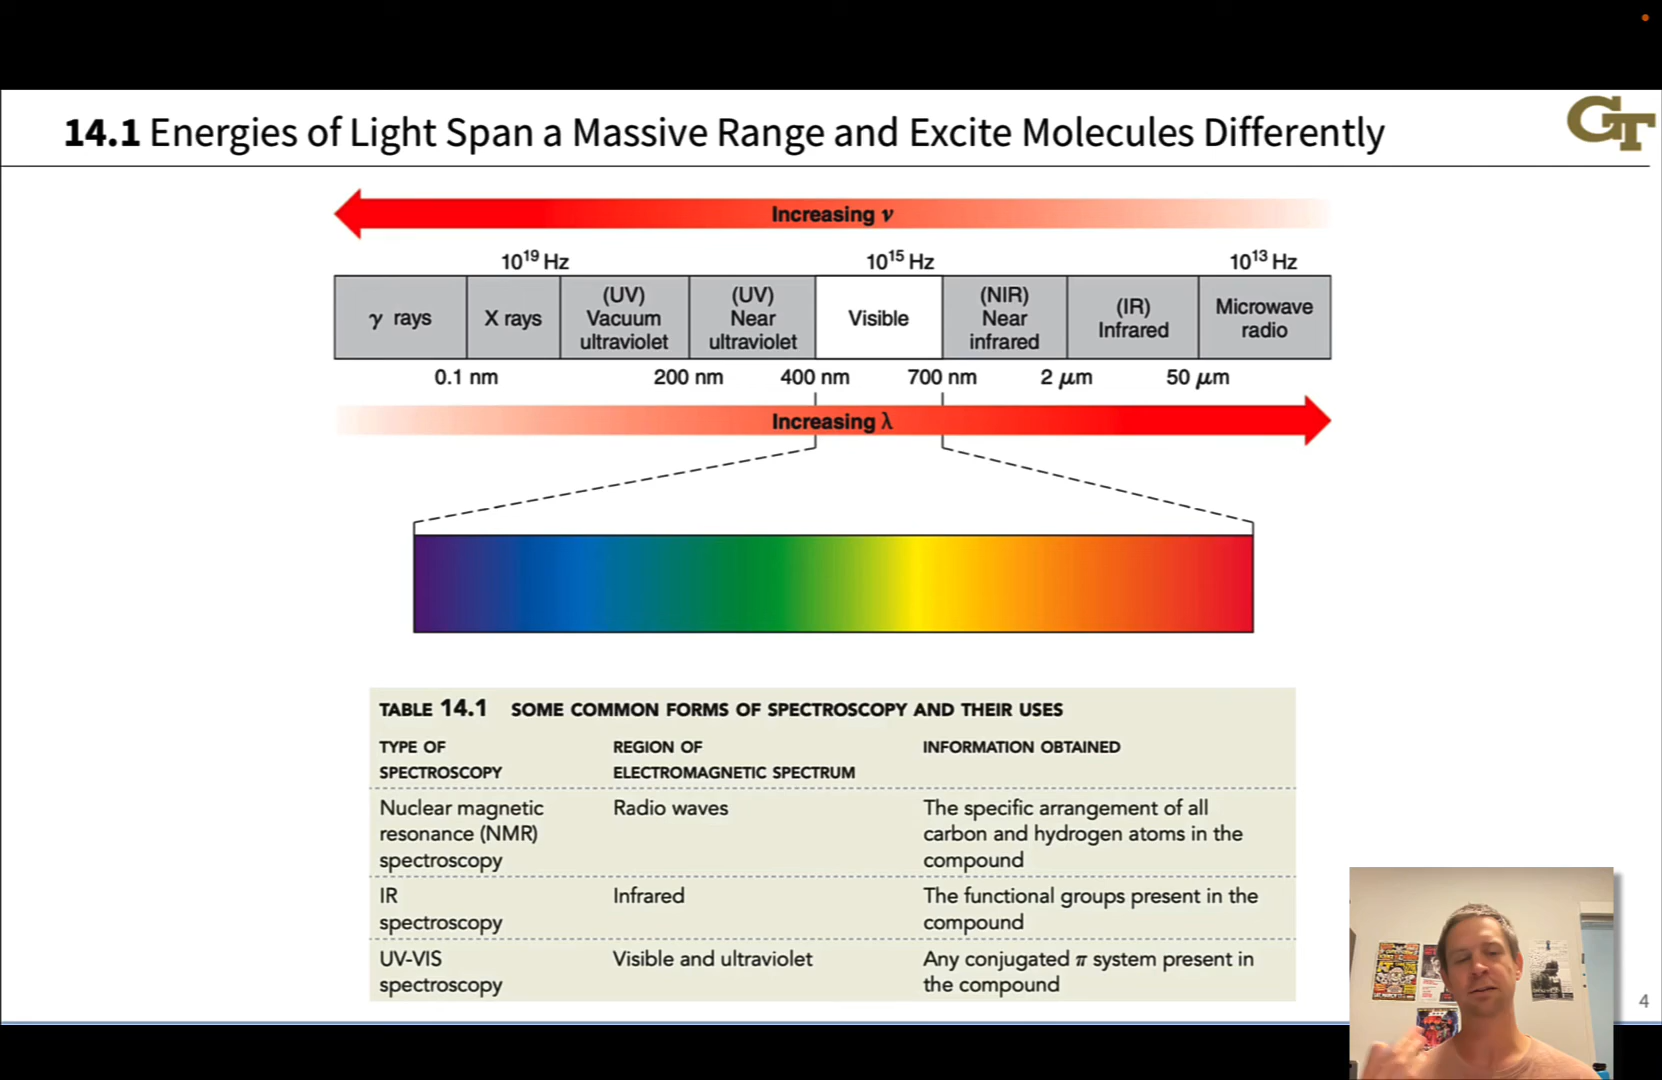 14.1 Energies of Light Span a Massive Range and Excite Molecules Differently
GT
Increasing ν
10¹⁹ Hz 10¹⁵ Hz 10¹³ Hz
γ rays
X rays
(UV)
Vacuum
ultraviolet
(UV)
Near
ultraviolet
Visible
(NIR)
Near
infrared
(IR)
Infrared
Microwave
radio
0.1 nm 200 nm 400 nm 700 nm 2 μm 50 μm
Increasing λ
TABLE 14.1 SOME COMMON FORMS OF SPECTROSCOPY AND THEIR USES
TYPE OF
SPECTROSCOPY
REGION OF
ELECTROMAGNETIC SPECTRUM
INFORMATION OBTAINED
Nuclear magnetic
resonance (NMR)
spectroscopy
Radio waves
The specific arrangement of all
carbon and hydrogen atoms in the
compound
IR
spectroscopy
Infrared
The functional groups present in the
compound
UV-VIS
spectroscopy
Visible and ultraviolet
Any conjugated π system present in
the compound
4